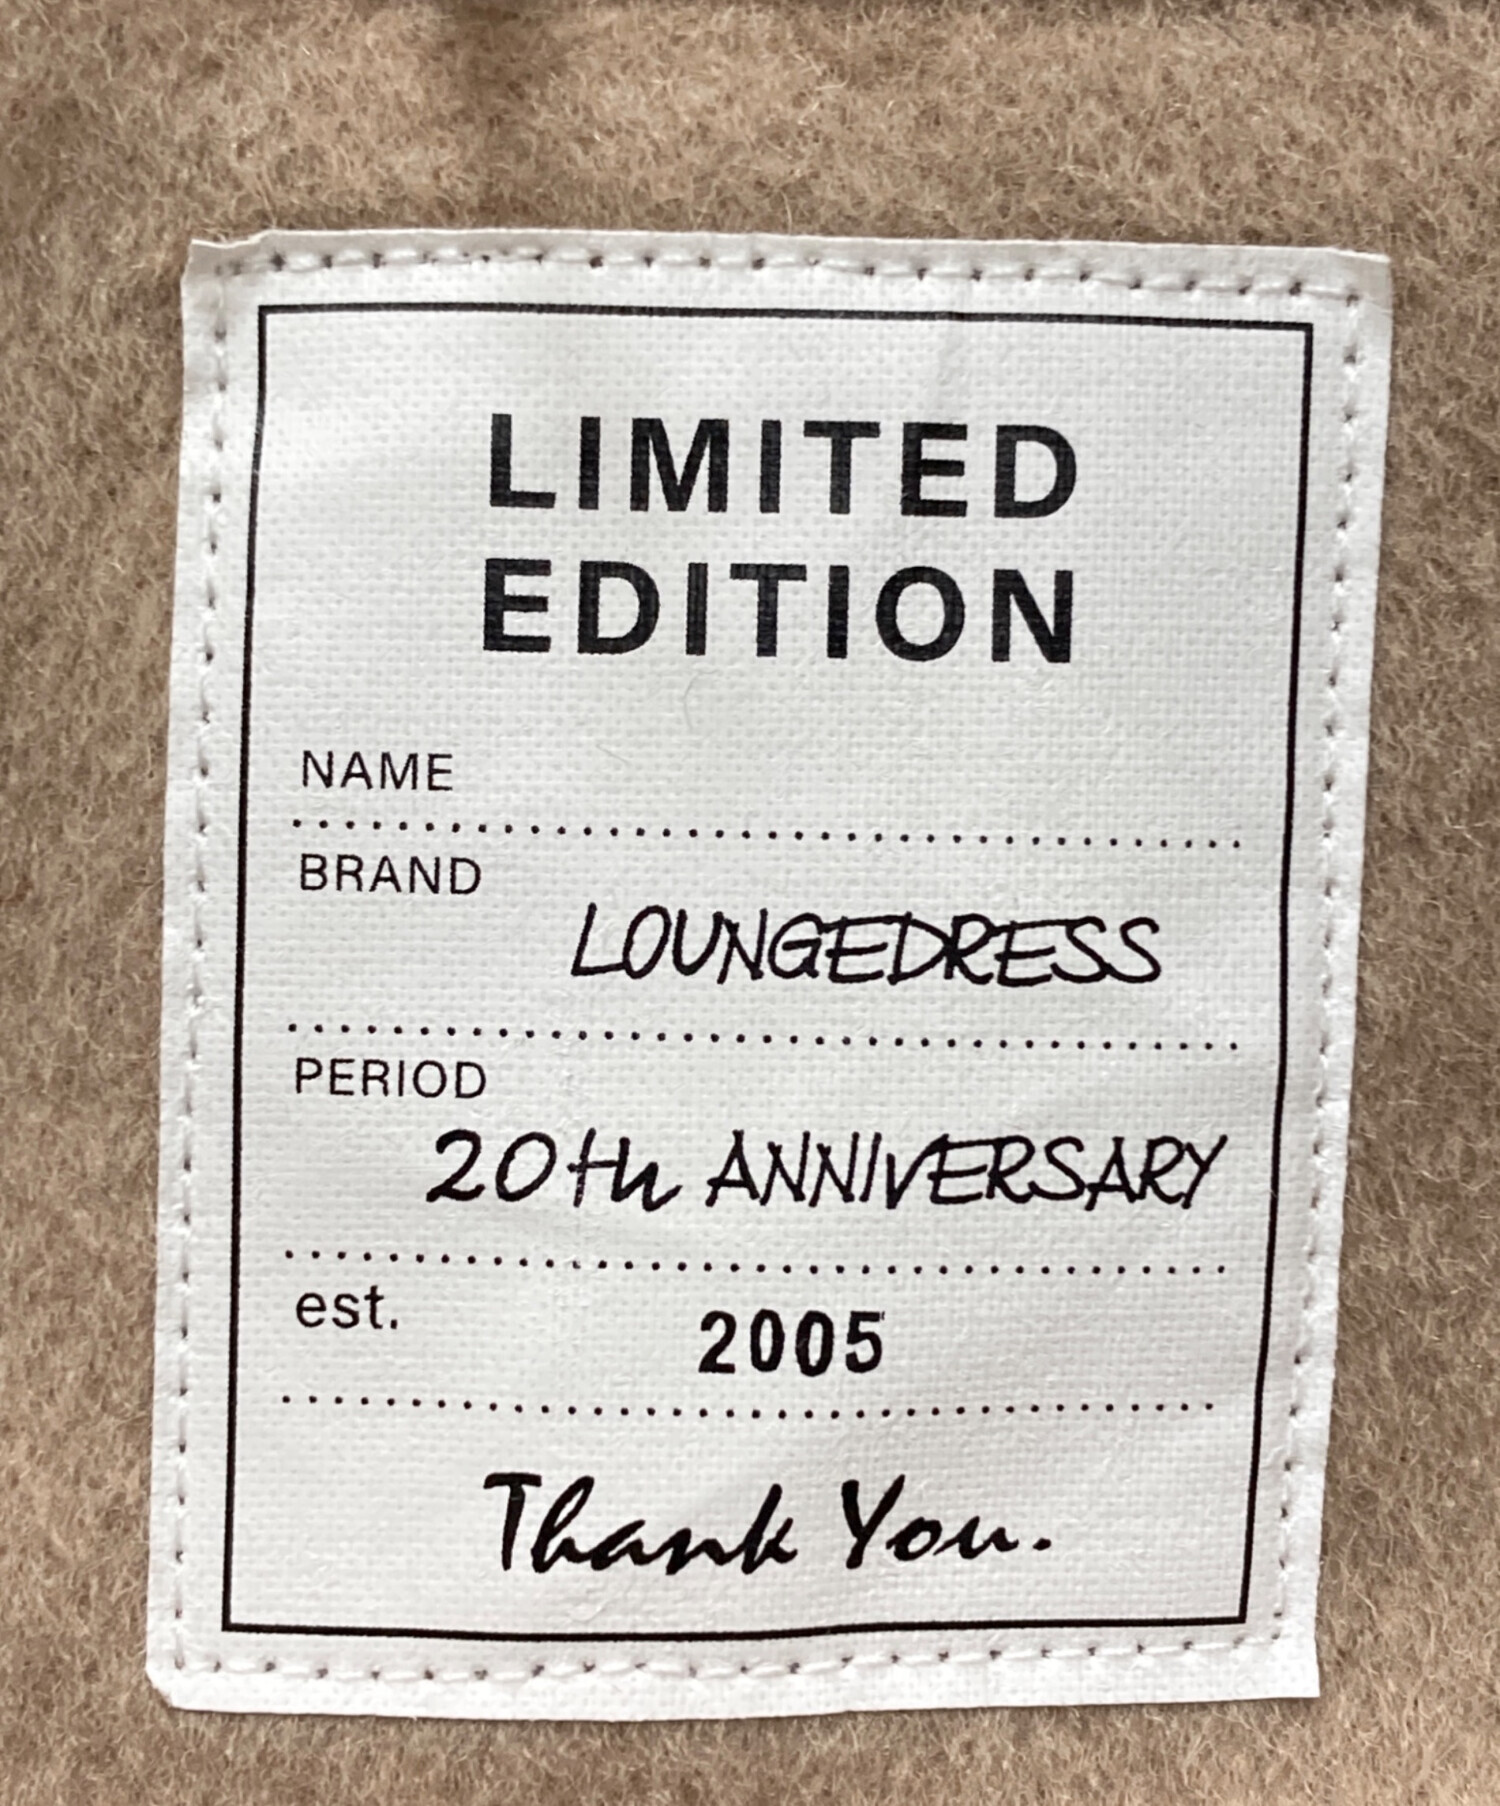 LIMITED
EDITION
NAME
BRAND
LOUNGEDRESS
PERIOD
20th ANNIVERSARY
est. 2005
Thank You.